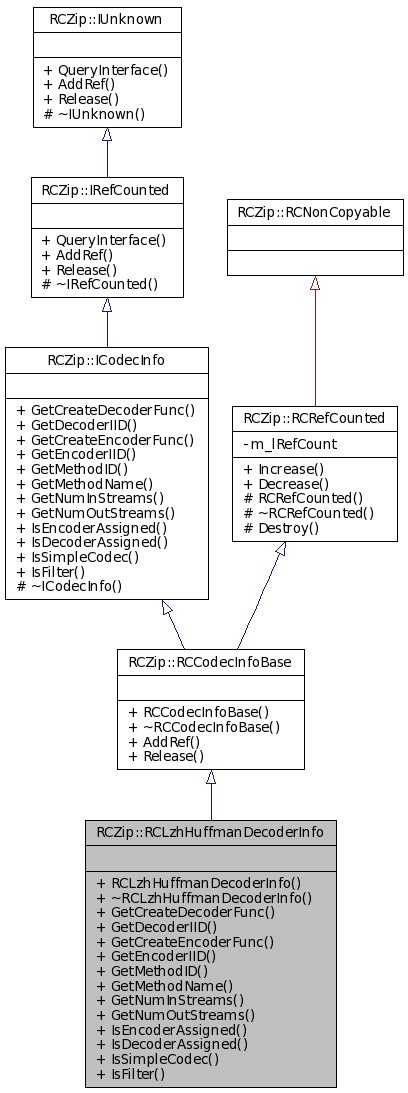 RCZip::IUnknown
+ QueryInterface()
+ AddRef()
+ Release()
# ~IUnknown()
RCZip::IRefCounted
+ QueryInterface()
+ AddRef()
+ Release()
# ~IRefCounted()
RCZip::RCNonCopyable
RCZip::ICodecInfo
+ GetCreateDecoderFunc()
+ GetDecoderIID()
+ GetCreateEncoderFunc()
+ GetEncoderIID()
+ GetMethodID()
+ GetMethodName()
+ GetNumInStreams()
+ GetNumOutStreams()
+ IsEncoderAssigned()
+ IsDecoderAssigned()
+ IsSimpleCodec()
+ IsFilter()
# ~ICodecInfo()
RCZip::RCRefCounted
- m_lRefCount
+ Increase()
+ Decrease()
# RCRefCounted()
# ~RCRefCounted()
# Destroy()
RCZip::RCCodecInfoBase
+ RCCodecInfoBase()
+ ~RCCodecInfoBase()
+ AddRef()
+ Release()
RCZip::RCLzhHuffmanDecoderInfo
+ RCLzhHuffmanDecoderInfo()
+ ~RCLzhHuffmanDecoderInfo()
+ GetCreateDecoderFunc()
+ GetDecoderIID()
+ GetCreateEncoderFunc()
+ GetEncoderIID()
+ GetMethodID()
+ GetMethodName()
+ GetNumInStreams()
+ GetNumOutStreams()
+ IsEncoderAssigned()
+ IsDecoderAssigned()
+ IsSimpleCodec()
+ IsFilter()